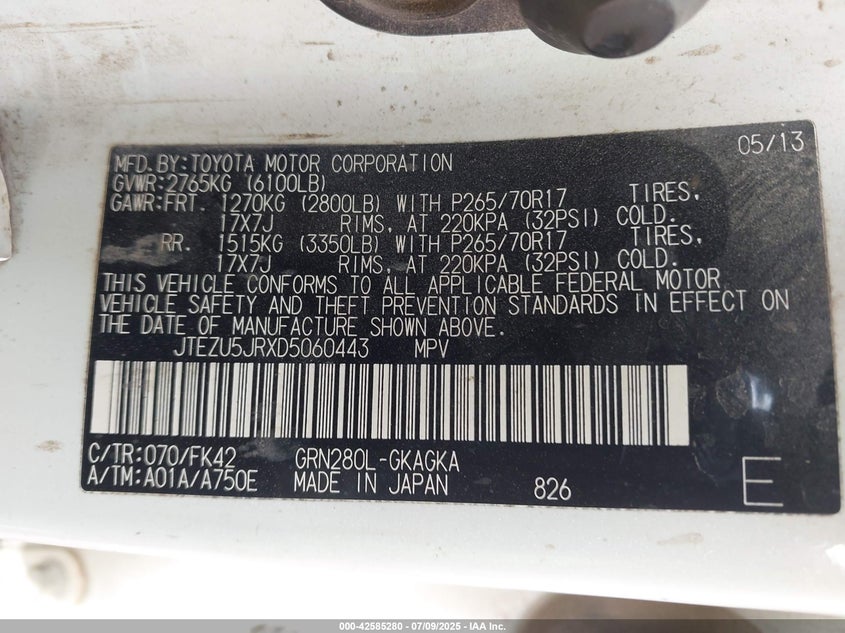 05/13
MFD.BY:TOYOTA MOTOR CORPORATION
GVWR:2765KG (6100LB)
GAWR:FRT. 1270KG (2800LB) WITH P265/70R17 TIRES,
17X7J RIMS, AT 220KPA (32PSI) COLD.
RR. 1515KG (3350LB) WITH P265/70R17 TIRES,
17X7J RIMS, AT 220KPA (32PSI) COLD.
THIS VEHICLE CONFORMS TO ALL APPLICABLE FEDERAL MOTOR
VEHICLE SAFETY AND THEFT PREVENTION STANDARDS IN EFFECT ON
THE DATE OF MANUFACTURE SHOWN ABOVE.
JTEZU5JRXD5060443 MPV
C/TR:070/FK42 GRN280L-GKAGKA
A/TM:A01A/A750E MADE IN JAPAN 826 E
000-42585280 - 07/09/2025 - IAA Inc.